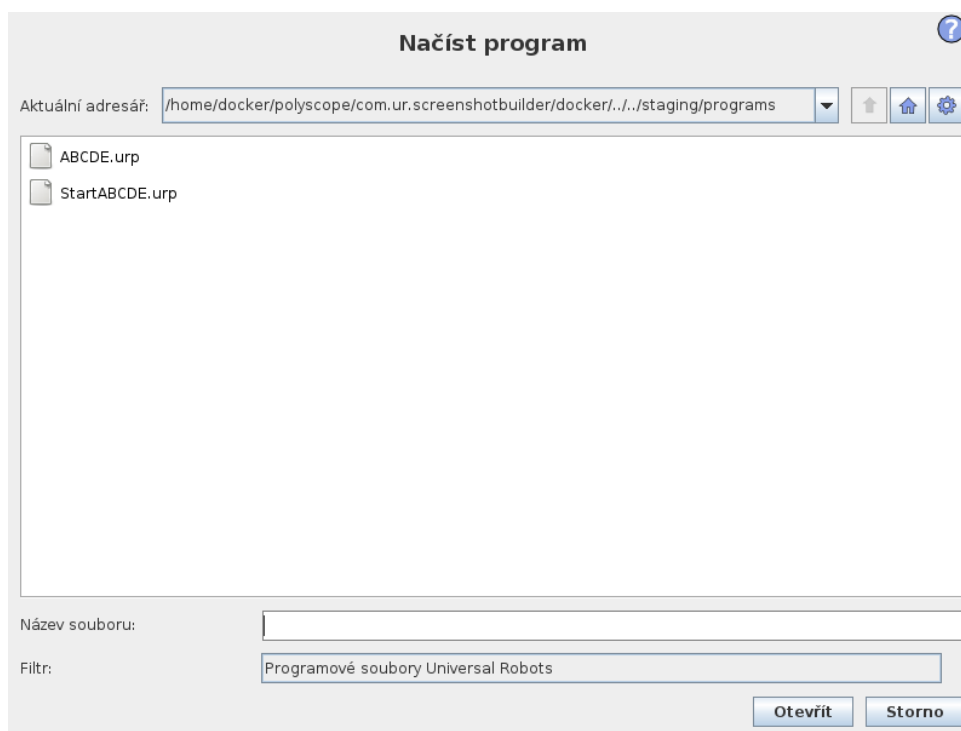 Načíst program
?
Aktuální adresář: /home/docker/polyscope/com.ur.screenshotbuilder/docker/../../staging/programs
ABCDE.urp
StartABCDE.urp
Název souboru:
Filtr: Programové soubory Universal Robots
Otevřít Storno